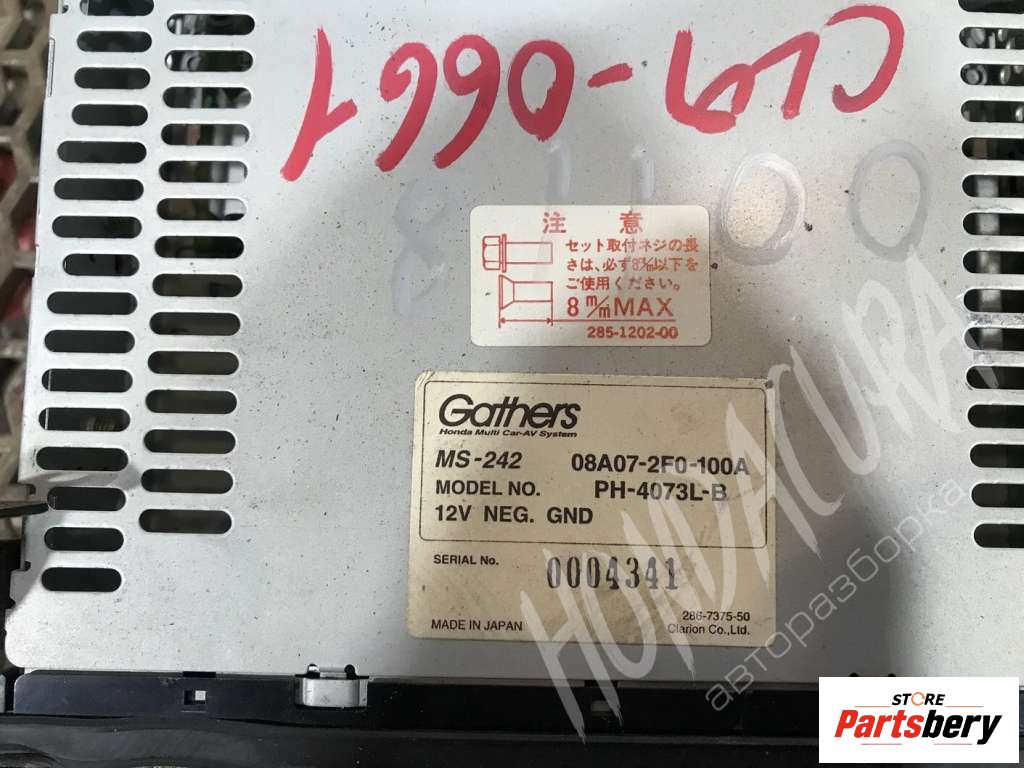 0661
注 意
セット取付ネジの長
さは、必ず8m/m以下を
ご使用ください。
8 m/m MAX
285-1202-00
Gathers
Honda Multi Car-AV System
MS-242 08A07-2F0-100A
MODEL NO. PH-4073L-B
12V NEG. GND
SERIAL No. 0004341
286-7375-50
MADE IN JAPAN Clarion Co.,Ltd.
HONDACURA
авторазборка
STORE
Partsbery